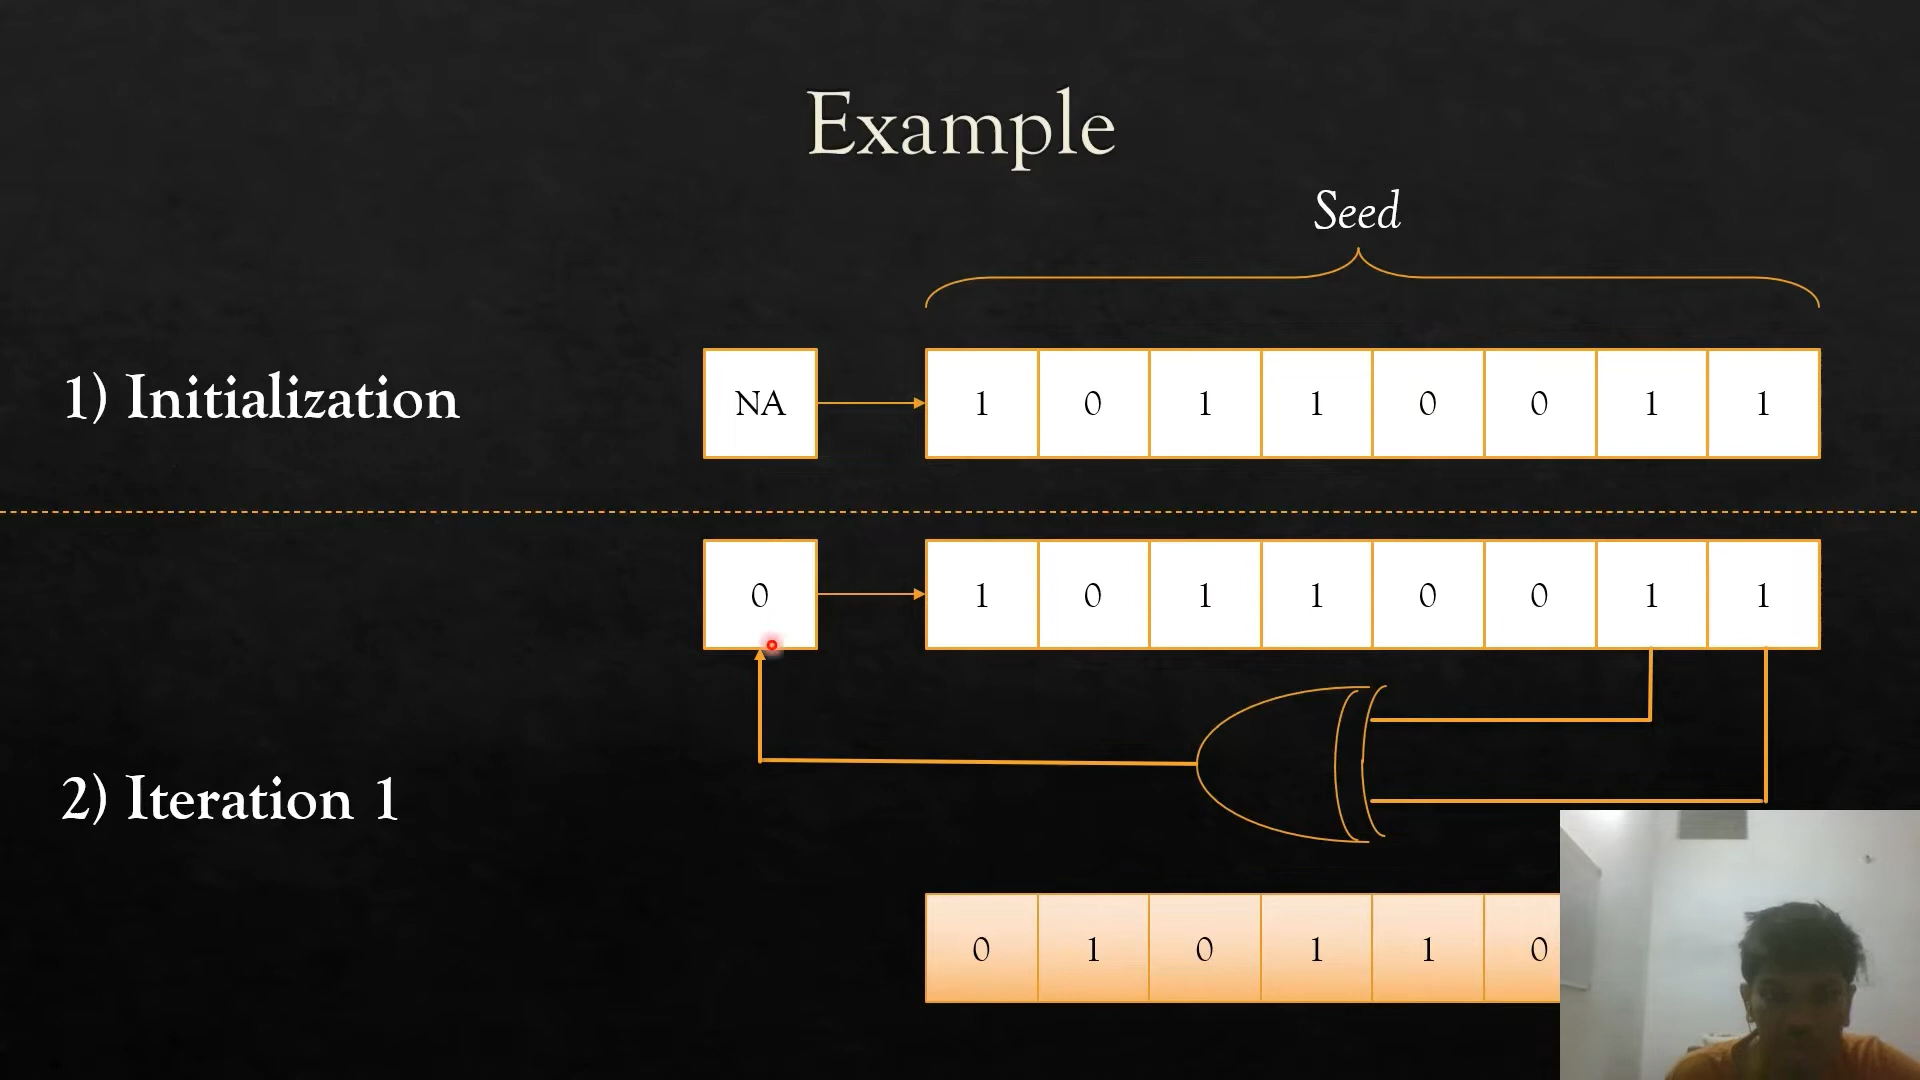 Example
Seed
1) Initialization
NA 1 0 1 1 0 0 1 1
0 1 0 1 1 0 0 1 1
2) Iteration 1
0 1 0 1 1 0